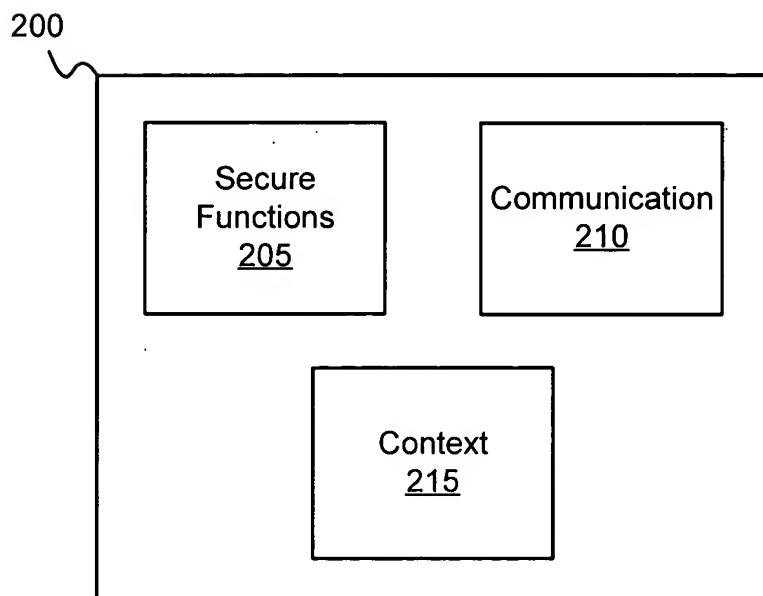 200
Secure
Functions
205
Communication
210
Context
215